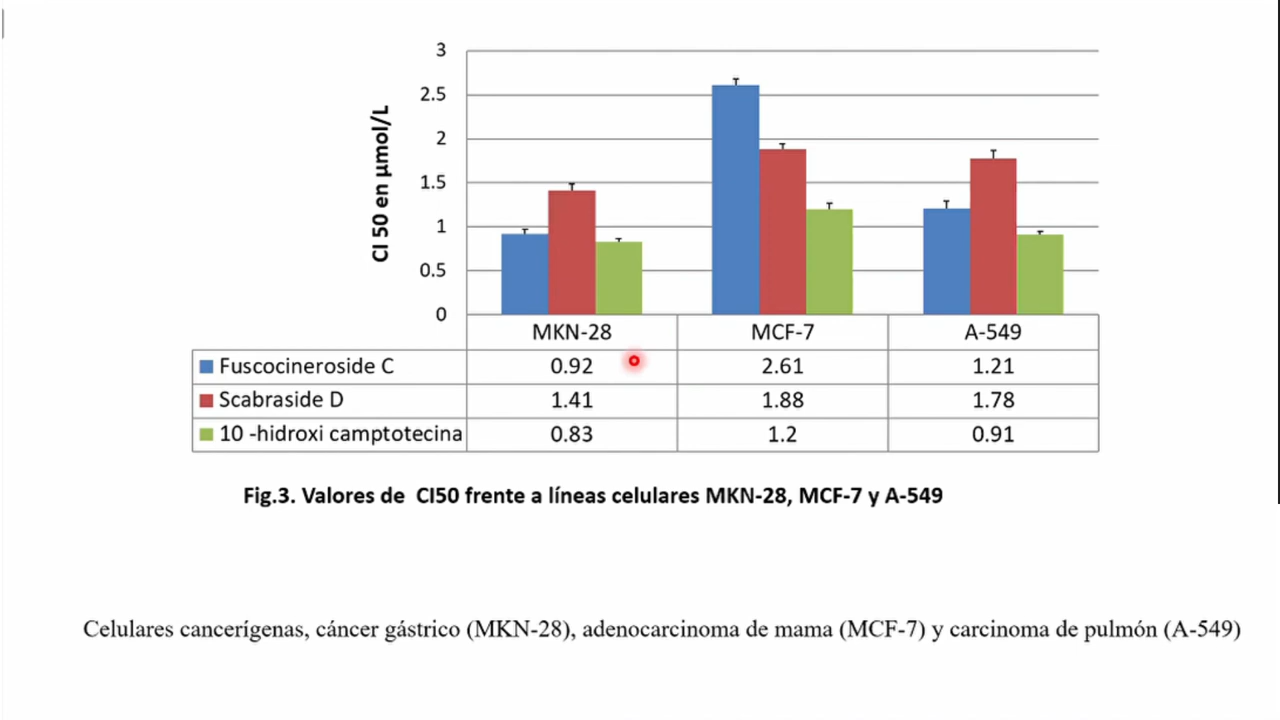 3
2.5
2
1.5
1
0.5
0
CI 50 en µmol/L
MKN-28 MCF-7 A-549
Fuscocineroside C 0.92 2.61 1.21
Scabraside D 1.41 1.88 1.78
10 -hidroxi camptotecina 0.83 1.2 0.91
Fig.3. Valores de CI50 frente a líneas celulares MKN-28, MCF-7 y A-549
Celulares cancerígenas, cáncer gástrico (MKN-28), adenocarcinoma de mama (MCF-7) y carcinoma de pulmón (A-549)